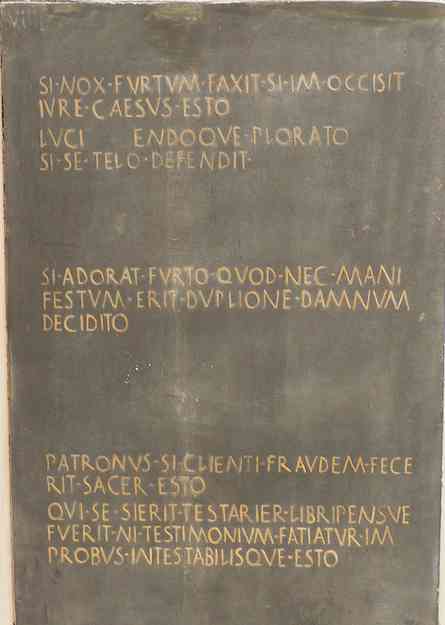 SI·NOX·FVRTVM·FAXIT·SI·IM·OCCISIT
IVRE·CAESVS·ESTO
LVCI ENDOQVE·PLORATO
SI·SE·TELO·DEFENDIT·
SI·ADORAT·FVRTO·QVOD·NEC·MANI
FESTVM·ERIT·DVPLIONE·DAMNVM
DECIDITO
PATRONVS·SI·CLIENTI·FRAVDEM·FECE
RIT·SACER·ESTO
QVI·SE·SIERIT·TESTARIER·LIBRIPENSVE
FVERIT·NI·TESTIMONIVM·FATIATVR·IM
PROBVS·INTESTABILISQVE·ESTO